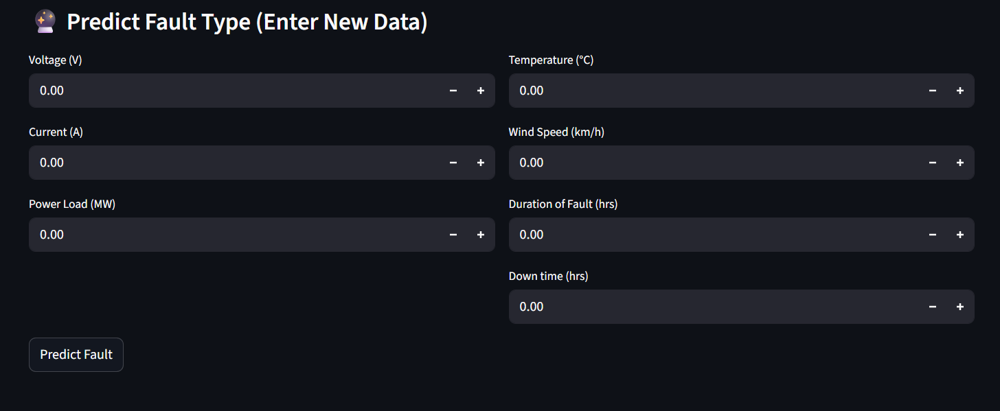 Predict Fault Type (Enter New Data)
Voltage (V)
0.00
Current (A)
0.00
Power Load (MW)
0.00
Temperature (°C)
0.00
Wind Speed (km/h)
0.00
Duration of Fault (hrs)
0.00
Down time (hrs)
0.00
Predict Fault